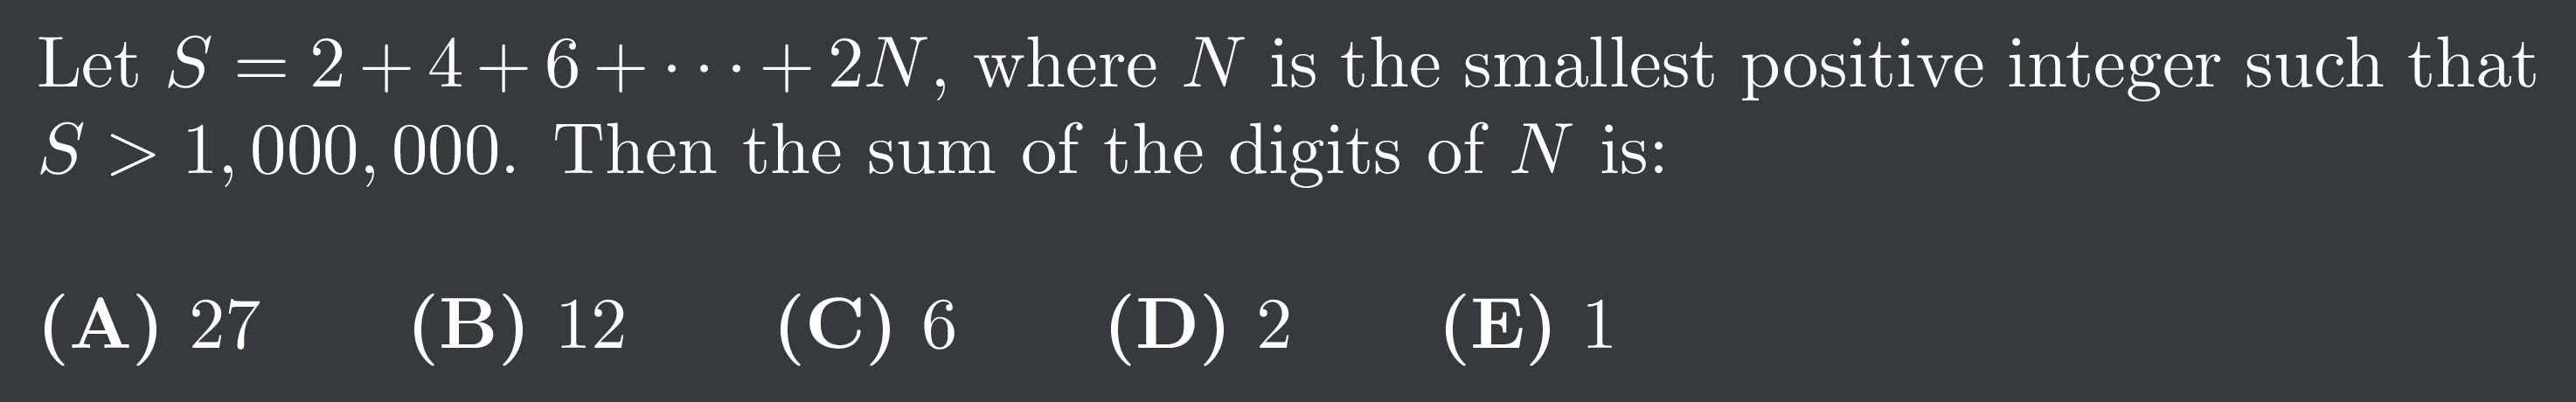 Let S = 2 + 4 + 6 + · · · + 2N, where N is the smallest positive integer such that
S > 1, 000, 000. Then the sum of the digits of N is:
(A) 27 (B) 12 (C) 6 (D) 2 (E) 1